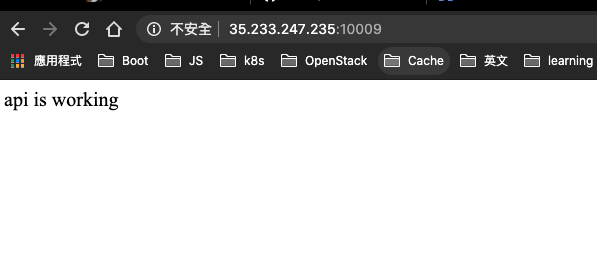 不安全 35.233.247.235:10009
應用程式 Boot JS k8s OpenStack Cache 英文 learning
api is working